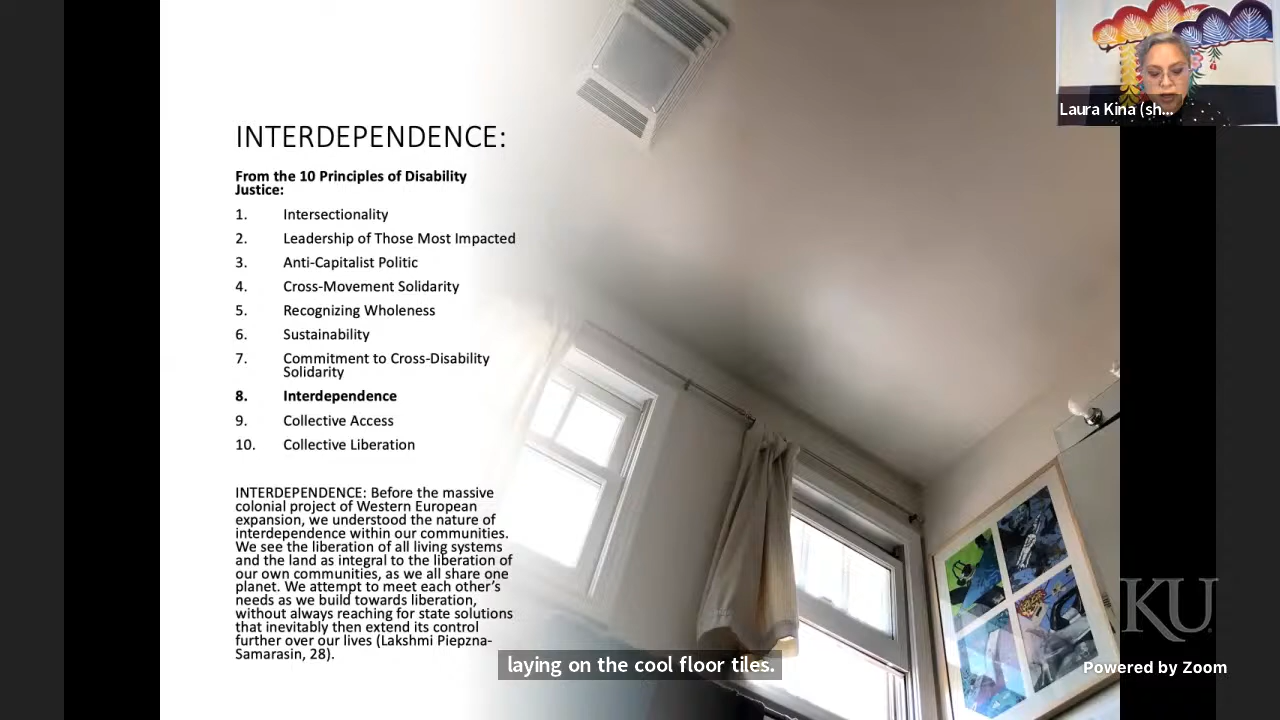 INTERDEPENDENCE:
From the 10 Principles of Disability
Justice:
1. Intersectionality
2. Leadership of Those Most Impacted
3. Anti-Capitalist Politic
4. Cross-Movement Solidarity
5. Recognizing Wholeness
6. Sustainability
7. Commitment to Cross-Disability
Solidarity
8. Interdependence
9. Collective Access
10. Collective Liberation
INTERDEPENDENCE: Before the massive
colonial project of Western European
expansion, we understood the nature of
interdependence within our communities.
We see the liberation of all living systems
and the land as integral to the liberation of
our own communities, as we all share one
planet. We attempt to meet each other’s
needs as we build towards liberation,
without always reaching for state solutions
that inevitably then extend its control
further over our lives (Lakshmi Piepzna-
Samarasin, 28).
laying on the cool floor tiles.
Laura Kina (sh...
KU
Powered by Zoom